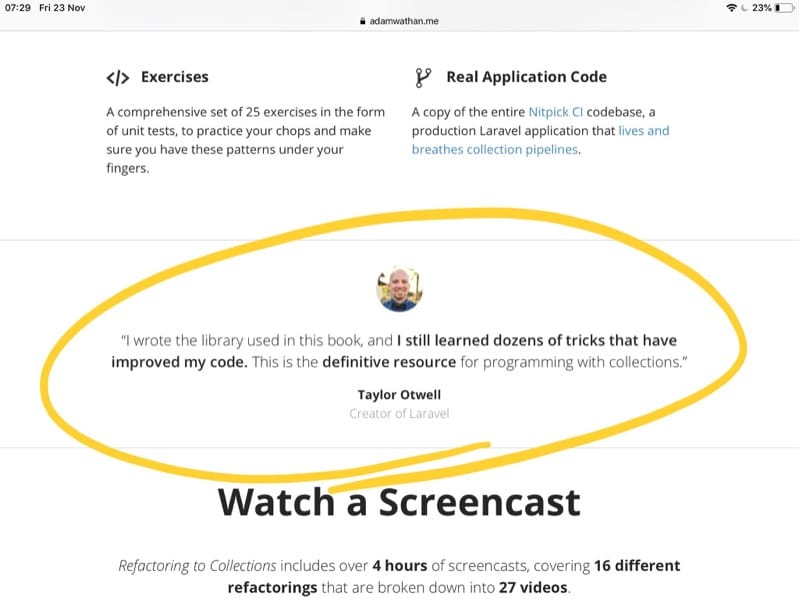 07:29 Fri 23 Nov
23%
adamwathan.me
</> Exercises
A comprehensive set of 25 exercises in the form
of unit tests, to practice your chops and make
sure you have these patterns under your
fingers.
Real Application Code
A copy of the entire Nitpick CI codebase, a
production Laravel application that lives and
breathes collection pipelines.
“I wrote the library used in this book, and I still learned dozens of tricks that have
improved my code. This is the definitive resource for programming with collections.”
Taylor Otwell
Creator of Laravel
Watch a Screencast
Refactoring to Collections includes over 4 hours of screencasts, covering 16 different
refactorings that are broken down into 27 videos.